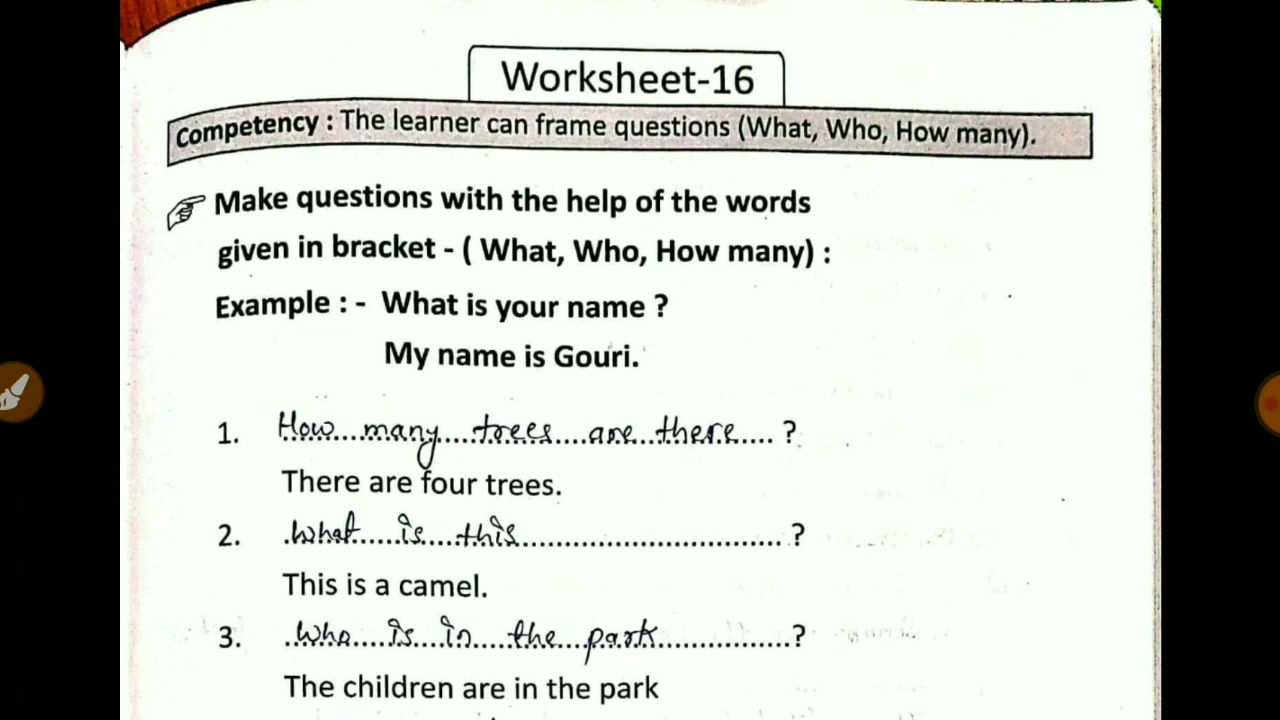 Worksheet-16
Competency : The learner can frame questions (What, Who, How many).
Make questions with the help of the words
given in bracket - ( What, Who, How many) :
Example : - What is your name ?
My name is Gouri.
1. How many trees are there ?
There are four trees.
2. What is this ?
This is a camel.
3. Who is in the park ?
The children are in the park